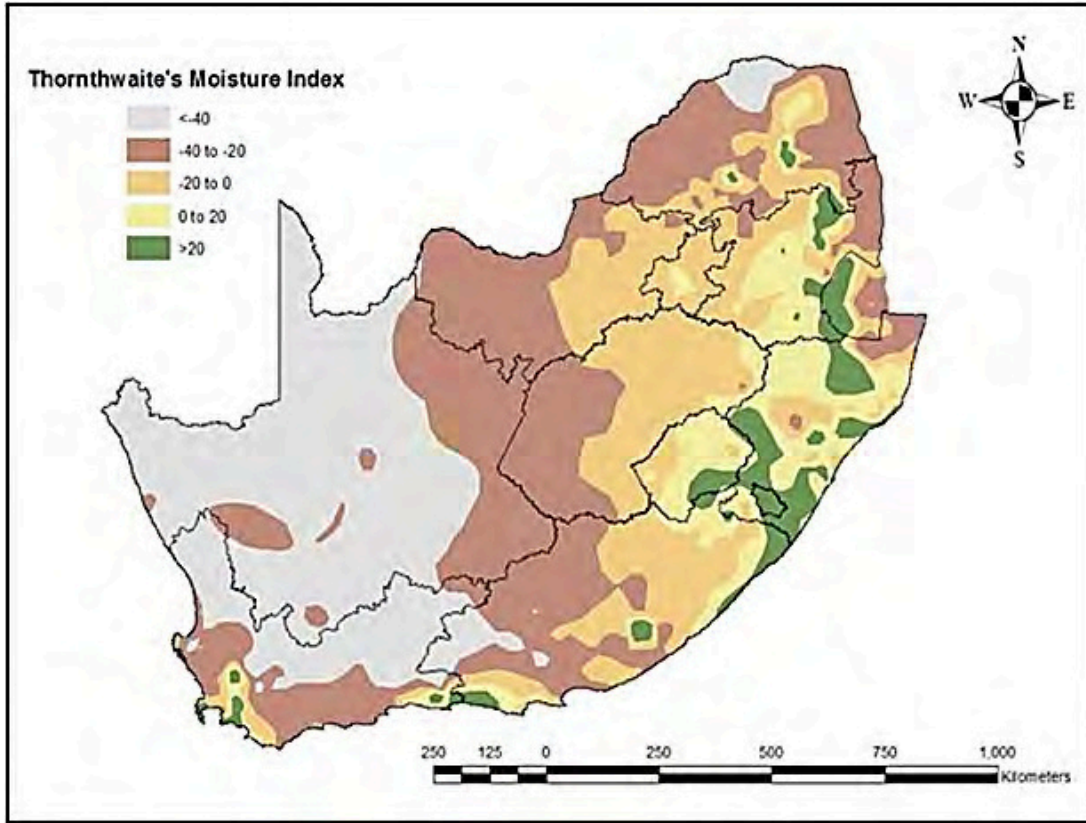 Thornthwaite's Moisture Index
<-40
-40 to -20
-20 to 0
0 to 20
>20
N
W E
S
250 125 0 250 500 750 1,000
Kilometers